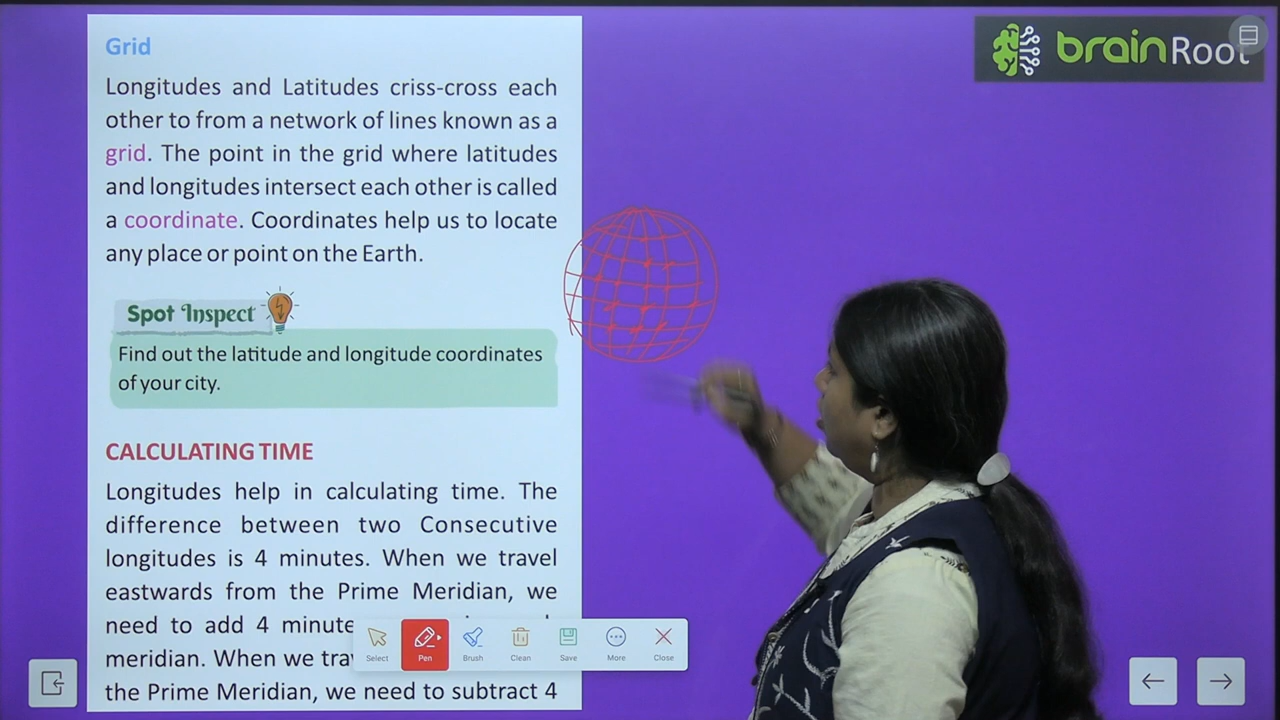 Grid
Longitudes and Latitudes criss-cross each
other to from a network of lines known as a
grid. The point in the grid where latitudes
and longitudes intersect each other is called
a coordinate. Coordinates help us to locate
any place or point on the Earth.
Spot Inspect
Find out the latitude and longitude coordinates
of your city.
CALCULATING TIME
Longitudes help in calculating time. The
difference between two Consecutive
longitudes is 4 minutes. When we travel
eastwards from the Prime Meridian, we
need to add 4
meridian. When we
the Prime Meridian, we need to subtract 4
Select Pen Brush Clean Save More Close
brainRoot